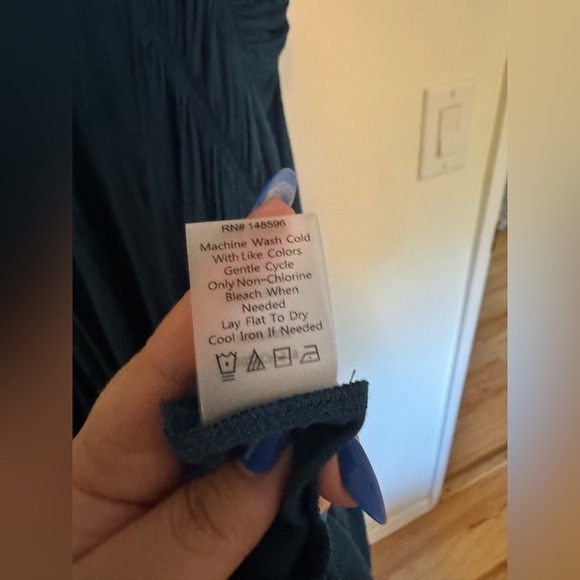 RN# 148596
Machine Wash Cold
With Like Colors
Gentle Cycle
Only Non-Chlorine
Bleach When
Needed
Lay Flat To Dry
Cool Iron If Needed